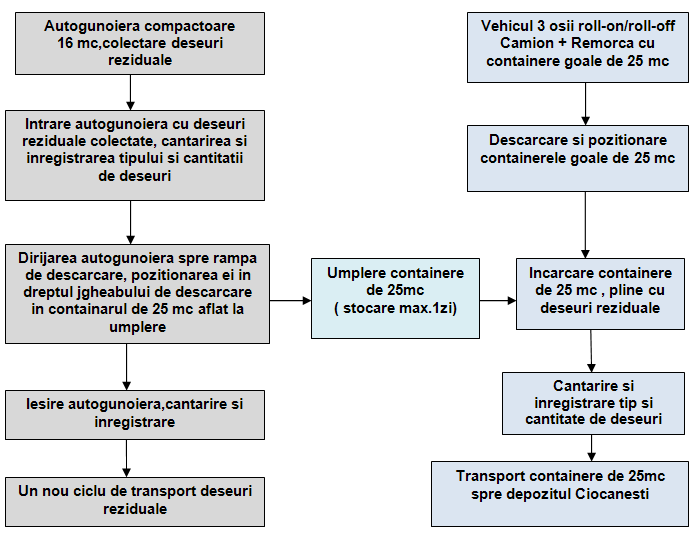 Autogunoiera compactoare
16 mc,colectare deseuri
reziduale
Intrare autogunoiera cu deseuri
reziduale colectate, cantarirea si
inregistrarea tipului si cantitatii
de deseuri
Dirijarea autogunoiera spre rampa
de descarcare, pozitionarea ei in
dreptul jgheabului de descarcare
in containarul de 25 mc aflat la
umplere
Iesire autogunoiera,cantarire si
inregistrare
Un nou ciclu de transport deseuri
reziduale
Umplere containere
de 25mc
( stocare max.1zi)
Vehicul 3 osii roll-on/roll-off
Camion + Remorca cu
containere goale de 25 mc
Descarcare si pozitionare
containerele goale de 25 mc
Incarcare containere
de 25 mc , pline cu
deseuri reziduale
Cantarire si
inregistrare tip si
cantitate de deseuri
Transport containere de 25mc
spre depozitul Ciocanesti